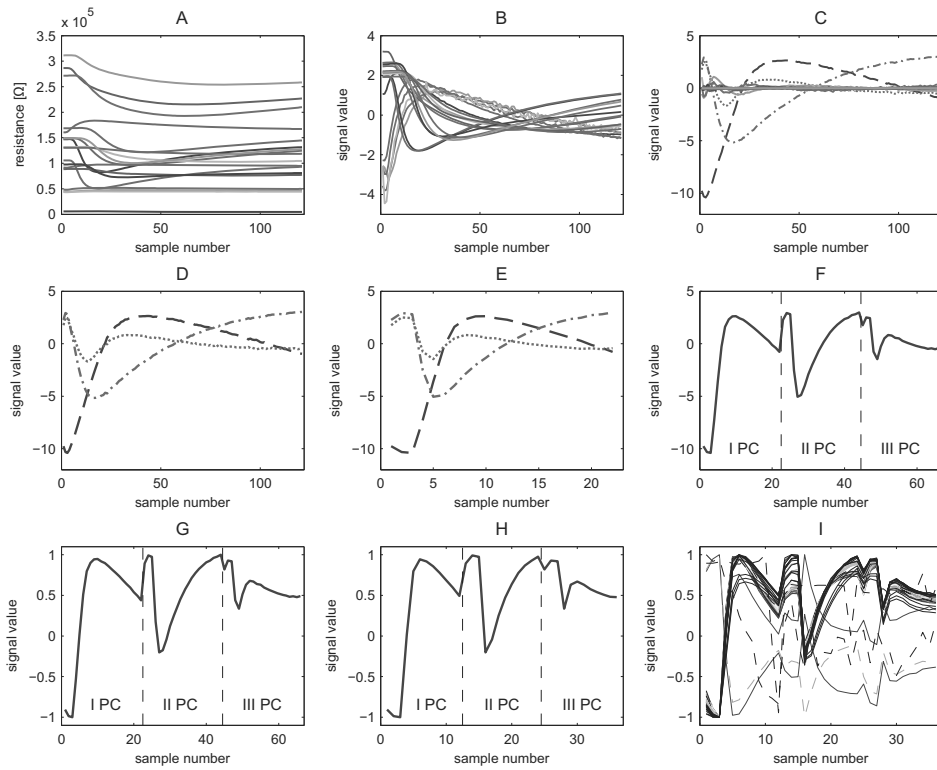 A
x 10^5
3.5
3
2.5
2
1.5
1
0.5
0
resistance [Ω]
0 50 100
sample number
B
4
2
0
−2
−4
signal value
0 50 100
sample number
C
5
0
−5
−10
signal value
0 50 100
sample number
D
5
0
−5
−10
signal value
0 50 100
sample number
E
5
0
−5
−10
signal value
0 5 10 15 20
sample number
F
5
0
−5
−10
signal value
I PC II PC III PC
0 20 40 60
sample number
G
1
0.5
0
−0.5
−1
signal value
I PC II PC III PC
0 20 40 60
sample number
H
1
0.5
0
−0.5
−1
signal value
I PC II PC III PC
0 10 20 30
sample number
I
1
0.5
0
−0.5
−1
signal value
0 10 20 30
sample number